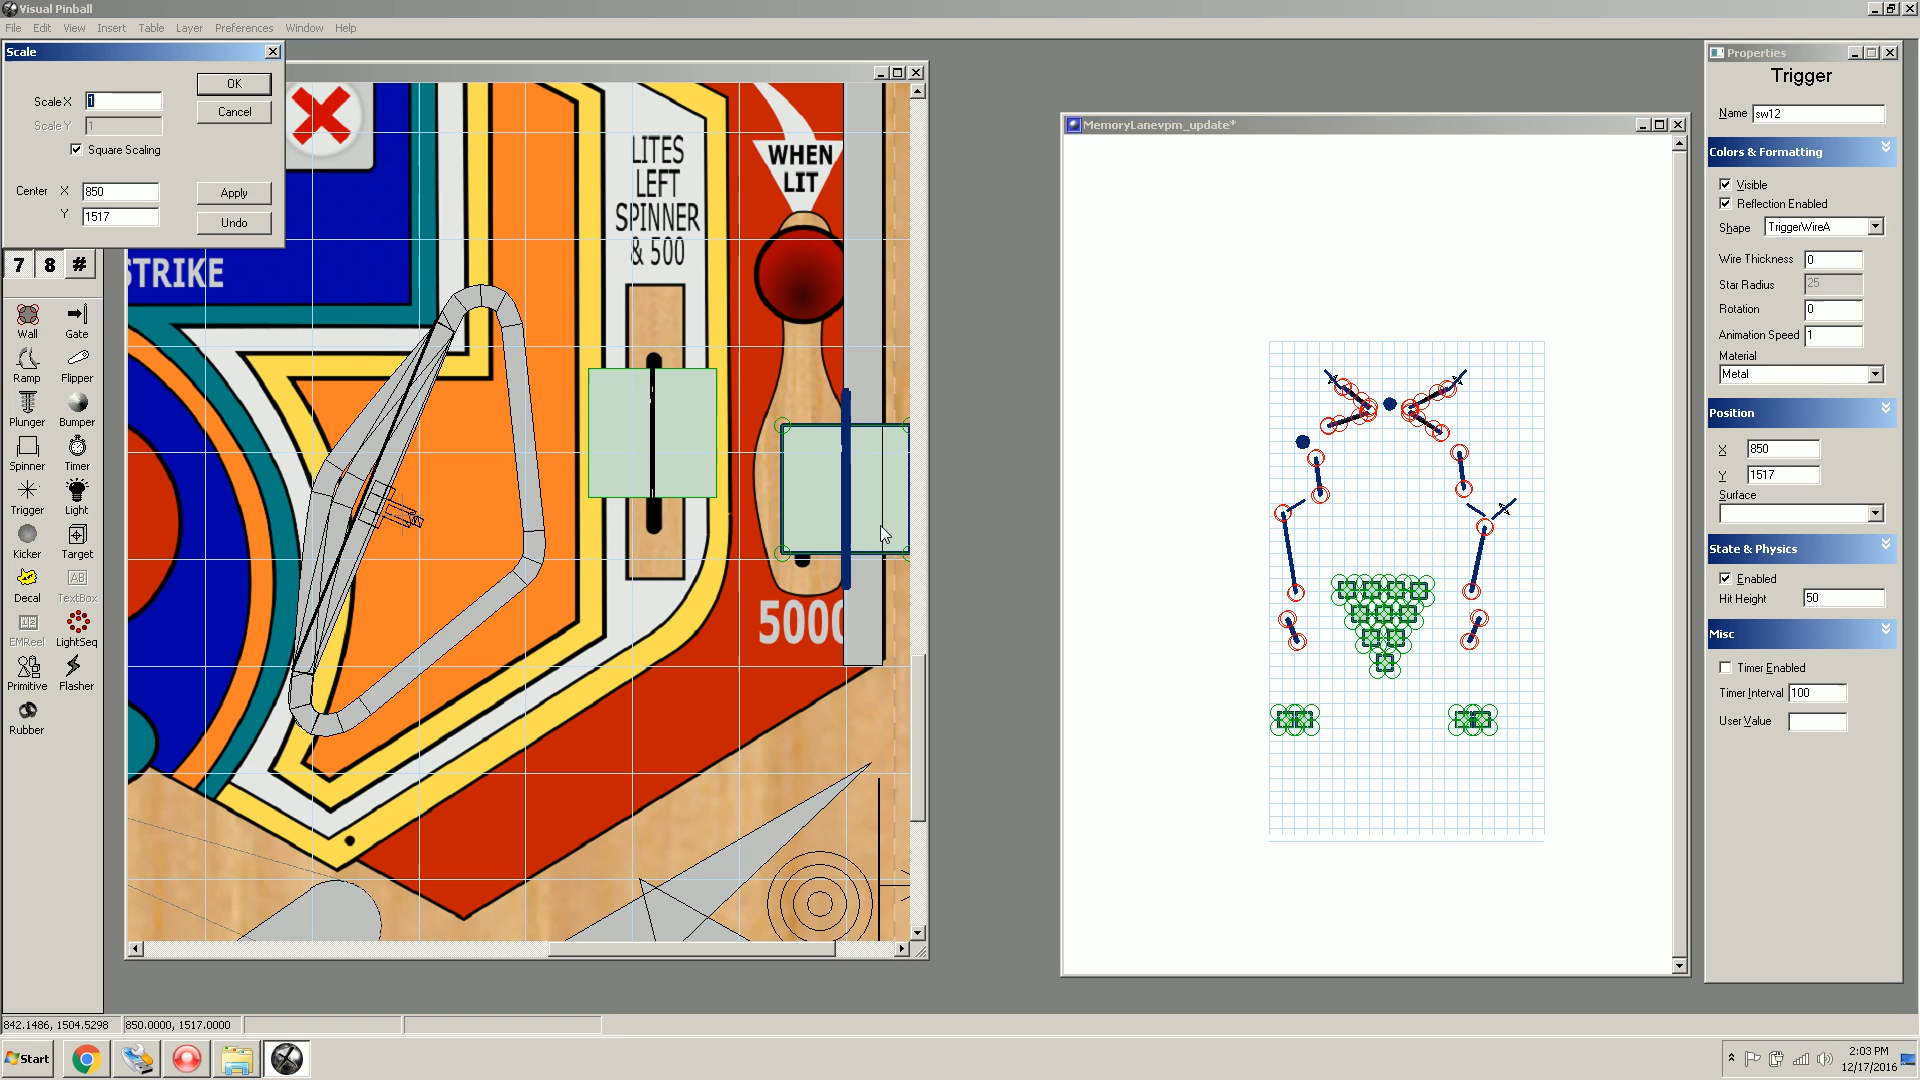 Visual Pinball
File Edit View Insert Table Layer Preferences Window Help
Scale
Scale X 1
Scale Y 1
Square Scaling
Center X 850
Y 1517
OK
Cancel
Apply
Undo
7 8 #
Wall Gate
Ramp Flipper
Plunger Bumper
Spinner Timer
Trigger Light
Kicker Target
Decal TextBox
EMReel LightSeq
Primitive Flasher
Rubber
STRIKE
LITES
LEFT
SPINNER
& 500
WHEN
LIT
5000
MemoryLanevpm_update*
Properties
Trigger
Name sw12
Colors & Formatting
Visible
Reflection Enabled
Shape TriggerWireA
Wire Thickness 0
Star Radius 25
Rotation 0
Animation Speed 1
Material
Metal
Position
X 850
Y 1517
Surface
State & Physics
Enabled
Hit Height 50
Misc
Timer Enabled
Timer Interval 100
User Value
842.1486, 1504.5298 850.0000, 1517.0000
Start
2:03 PM
12/17/2016